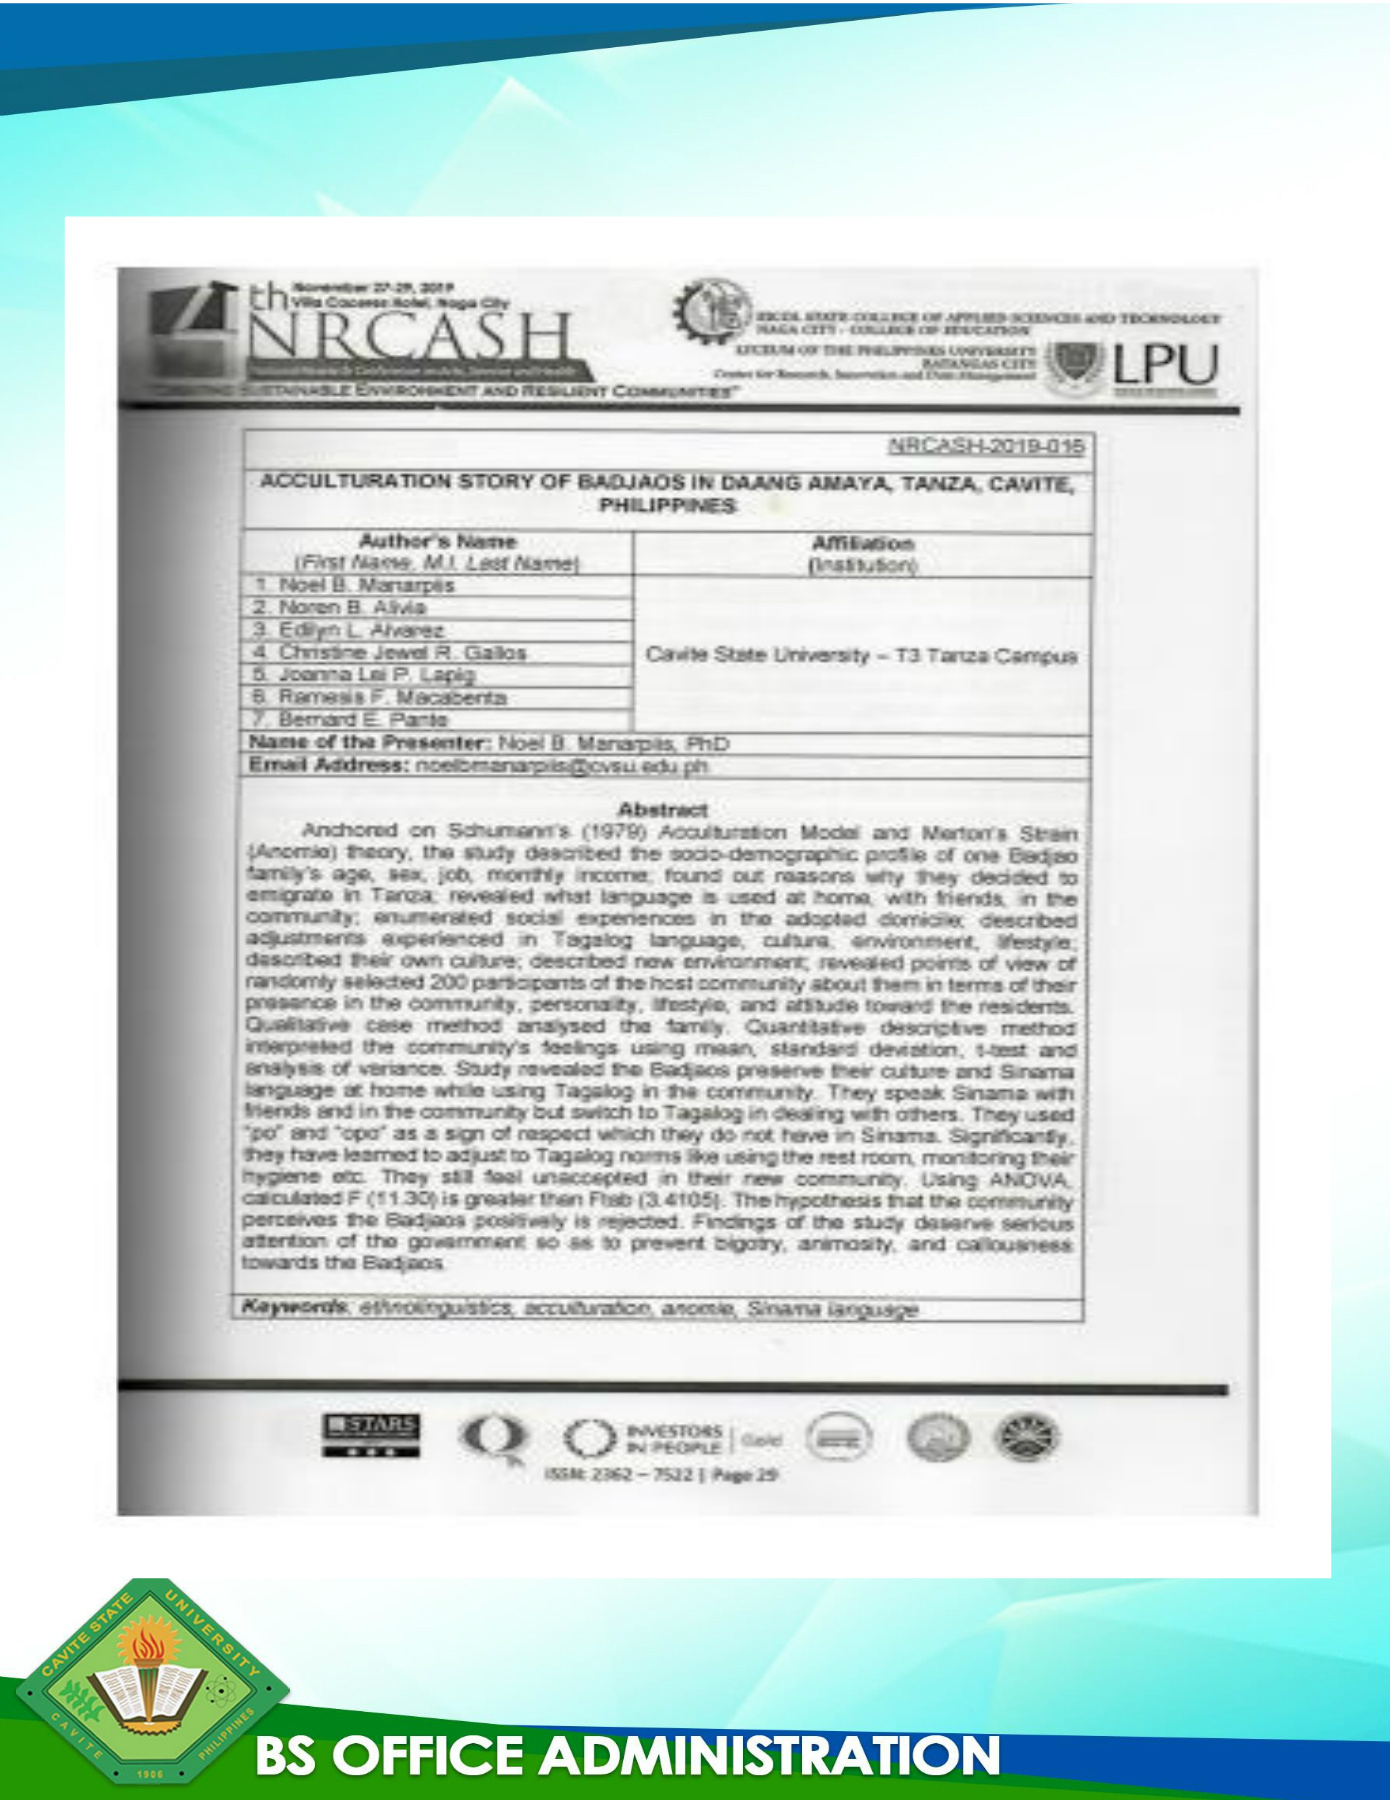 4th
November 27-29, 2019
Villa Caceres Hotel, Naga City
NRCASH
SUSTAINABLE ENVIRONMENT AND RESILIENT COMMUNITIES"
BICOL STATE COLLEGE OF APPLIED SCIENCES AND TECHNOLOGY
NAGA CITY - COLLEGE OF EDUCATION
LYCEUM OF THE PHILIPPINES UNIVERSITY
BATANGAS CITY
Center for Research, Innovation and Data Management
LPU
NRCASH-2019-016
ACCULTURATION STORY OF BADJAOS IN DAANG AMAYA, TANZA, CAVITE,
PHILIPPINES
Author's Name
(First Name, M.I. Last Name)
Affiliation
(Institution)
1. Noel B. Manarpiis
2. Noren B. Alivia
3. Edilyn L. Alvarez
4. Christine Jewel R. Gallos
5. Joanna Lei P. Lapig
6. Ramesis F. Macabenta
7. Bernard E. Pante
Cavite State University – T3 Tanza Campus
Name of the Presenter: Noel B. Manarpiis, PhD
Email Address: noelbmanarpiis@cvsu.edu.ph
Abstract
Anchored on Schumann's (1979) Acculturation Model and Merton's Strain
(Anomie) theory, the study described the socio-demographic profile of one Badjao
family's age, sex, job, monthly income; found out reasons why they decided to
emigrate in Tanza; revealed what language is used at home, with friends, in the
community; enumerated social experiences in the adopted domicile; described
adjustments experienced in Tagalog language, culture, environment, lifestyle;
described their own culture; described new environment; revealed points of view of
randomly selected 200 participants of the host community about them in terms of their
presence in the community, personality, lifestyle, and attitude toward the residents.
Qualitative case method analysed the family. Quantitative descriptive method
interpreted the community's feelings using mean, standard deviation, t-test and
analysis of variance. Study revealed the Badjaos preserve their culture and Sinama
language at home while using Tagalog in the community. They speak Sinama with
friends and in the community but switch to Tagalog in dealing with others. They used
"po" and "opo" as a sign of respect which they do not have in Sinama. Significantly,
they have learned to adjust to Tagalog norms like using the rest room, monitoring their
hygiene etc. They still feel unaccepted in their new community. Using ANOVA,
calculated F (11.30) is greater then Ftab (3.4105). The hypothesis that the community
perceives the Badjaos positively is rejected. Findings of the study deserve serious
attention of the government so as to prevent bigotry, animosity, and callousness
towards the Badjaos.
Keywords: ethnolinguistics, acculturation, anomie, Sinama language
STARS
INVESTORS
IN PEOPLE
Gold
ISSN: 2362 – 7522 | Page 29
CAVITE STATE UNIVERSITY
CAVITE
PHILIPPINES
1906
BS OFFICE ADMINISTRATION